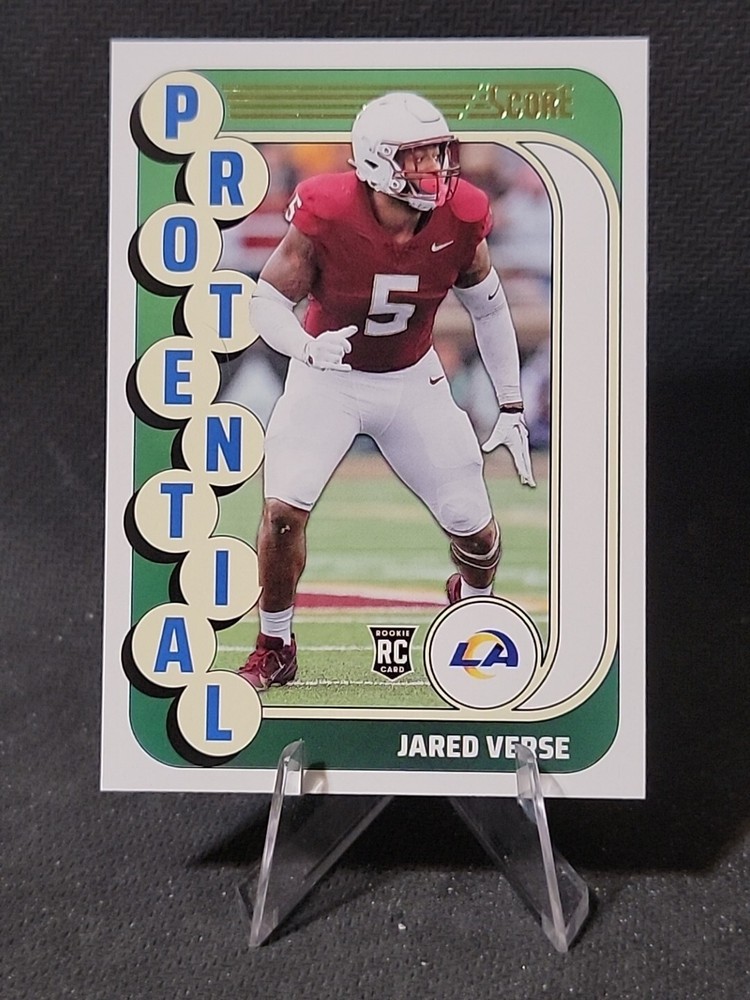 PROTENTIAL
SCORE
5
5
ROOKIE
RC
CARD
LA
JARED VERSE